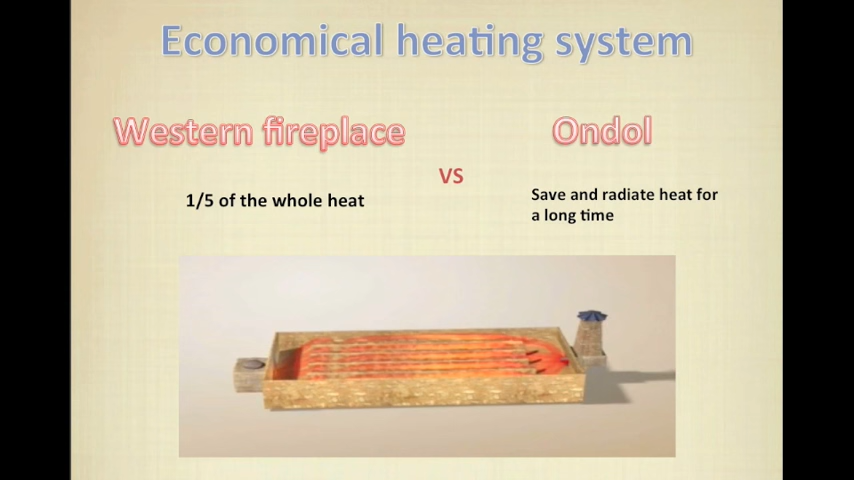 Economical heating system
Western fireplace
Ondol
VS
1/5 of the whole heat
Save and radiate heat for
a long time